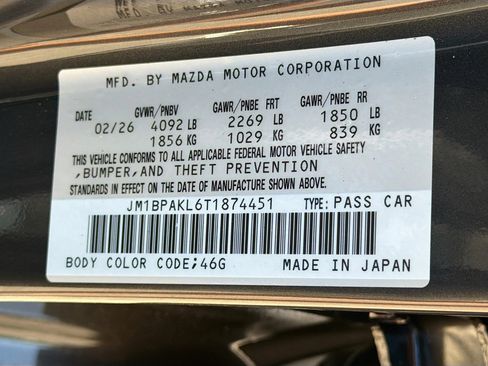 MFD. BY MAZDA MOTOR CORPORATION
DATE GVWR/PNBV GAWR/PNBE FRT GAWR/PNBE RR
02/26 4092 LB 2269 LB 1850 LB
1856 KG 1029 KG 839 KG
THIS VEHICLE CONFORMS TO ALL APPLICABLE FEDERAL MOTOR VEHICLE SAFETY
,BUMPER,AND THEFT PREVENTION
STANDARDS IN EFFECT ON THE DATE OF MANUFACTURE SHOWN ABOVE.
JM1BPAKL6T1874451 TYPE: PASS CAR
BODY COLOR CODE;46G MADE IN JAPAN